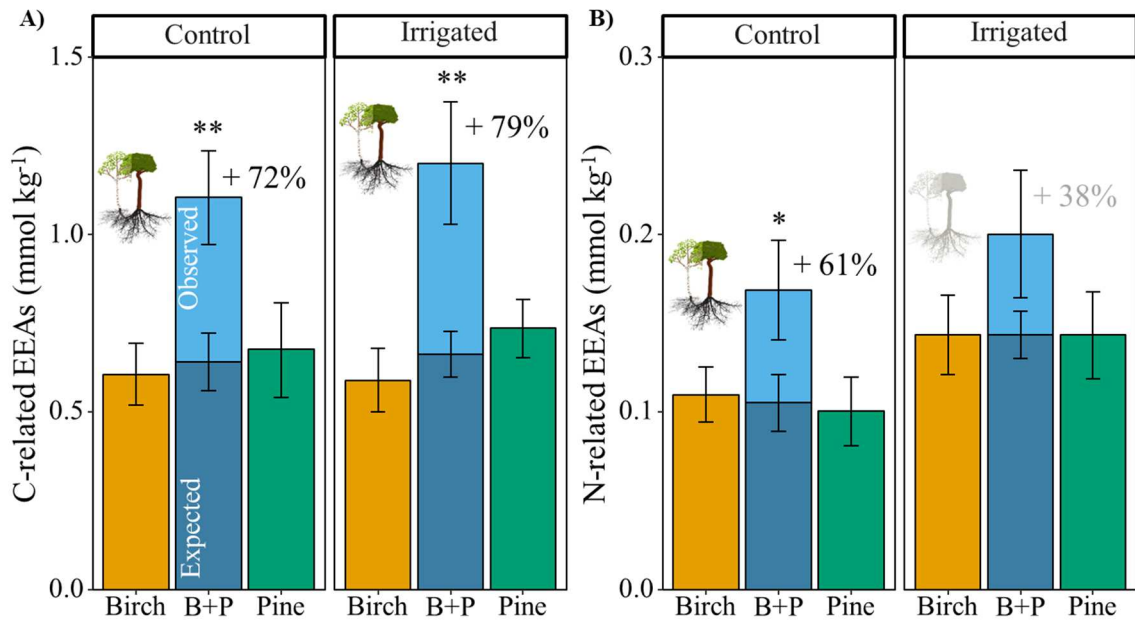 A)
Control
Irrigated
C-related EEAs (mmol kg⁻¹)
1.5
1.0
0.5
0.0
**
+ 72%
Observed
Expected
**
+ 79%
Birch B+P Pine
Birch B+P Pine
B)
Control
Irrigated
N-related EEAs (mmol kg⁻¹)
0.3
0.2
0.1
0.0
*
+ 61%
+ 38%
Birch B+P Pine
Birch B+P Pine